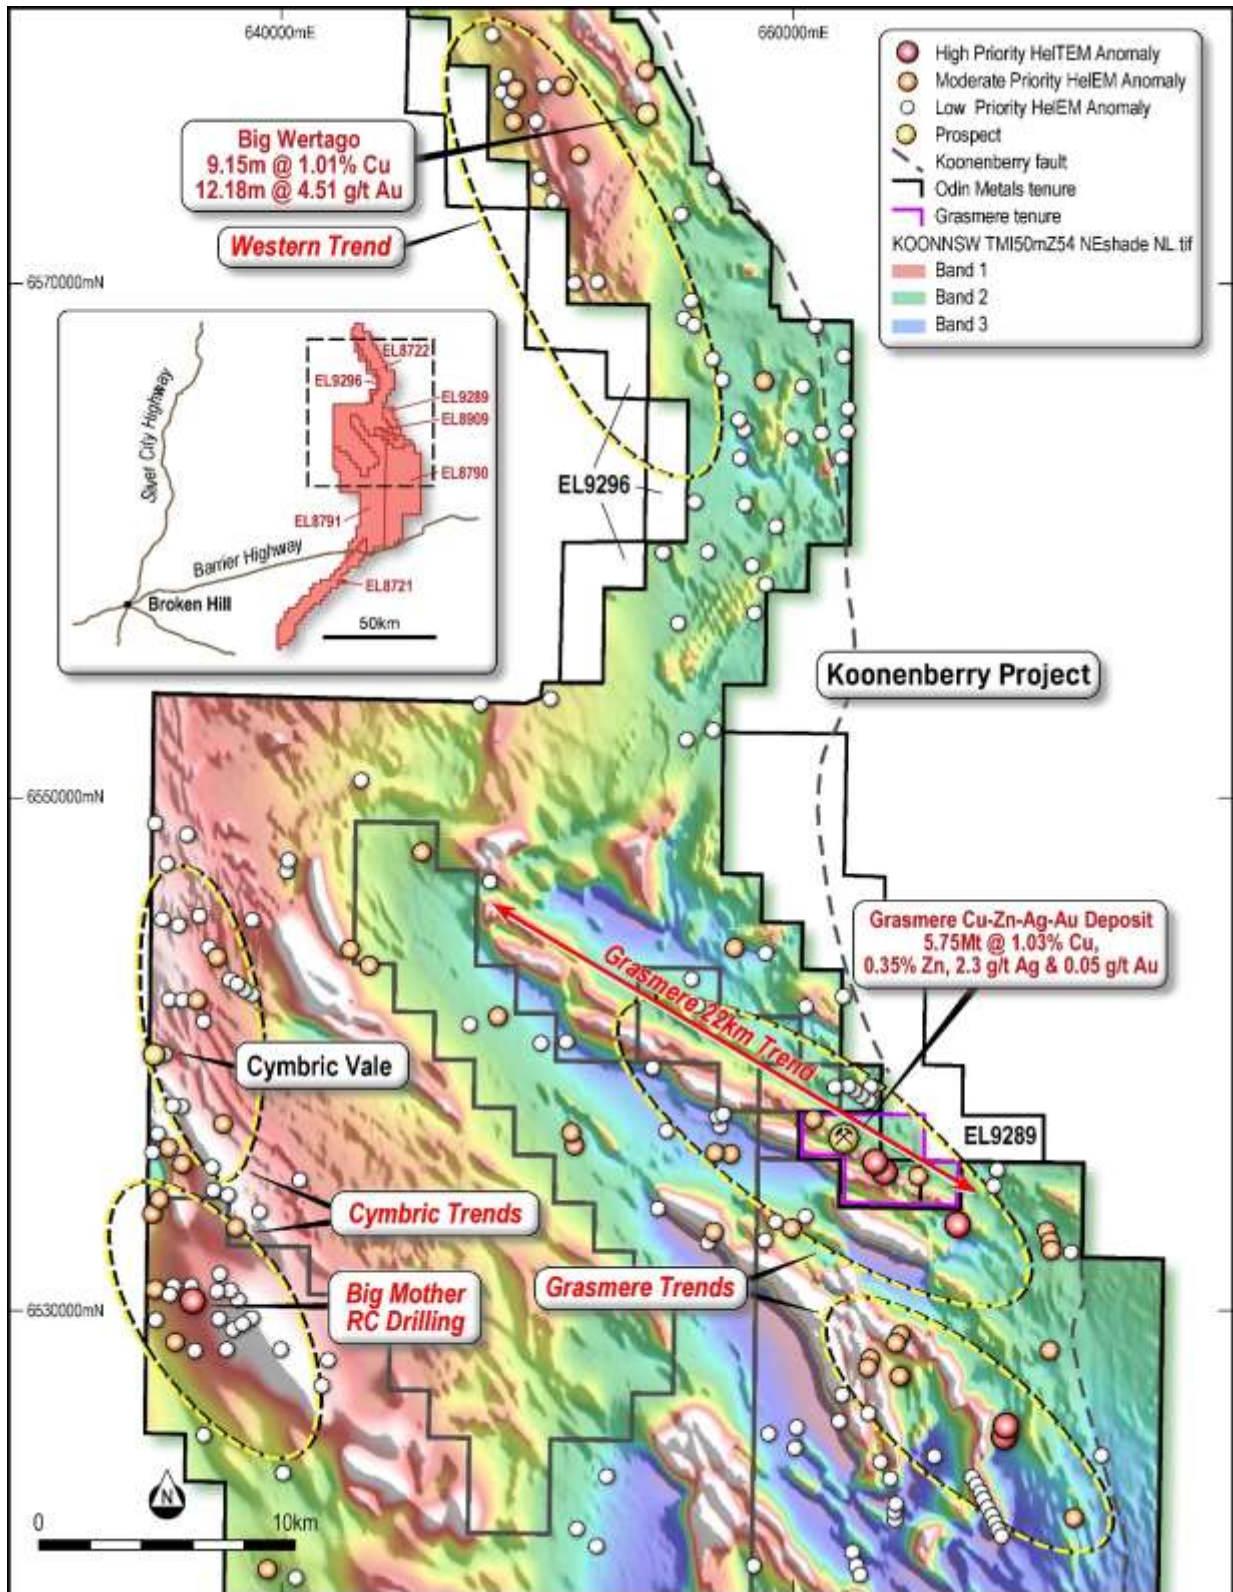 640000mE
660000mE
High Priority HelTEM Anomaly
Moderate Priority HelEM Anomaly
Low Priority HelEM Anomaly
Prospect
Koonenberry fault
Odin Metals tenure
Grasmere tenure
KOONNSW TMI50mZ54 NEshade NL.tif
Band 1
Band 2
Band 3
Big Wertago
9.15m @ 1.01% Cu
12.18m @ 4.51 g/t Au
Western Trend
6570000mN
Silver City Highway
EL8722
EL9296
EL9289
EL8909
EL8790
EL8791
Barrier Highway
EL8721
Broken Hill
50km
EL9296
Koonenberry Project
6550000mN
Grasmere Cu-Zn-Ag-Au Deposit
5.75Mt @ 1.03% Cu,
0.35% Zn, 2.3 g/t Ag & 0.05 g/t Au
Grasmere 22km Trend
Cymbric Vale
EL9289
Cymbric Trends
Grasmere Trends
Big Mother
RC Drilling
6530000mN
N
0
10km